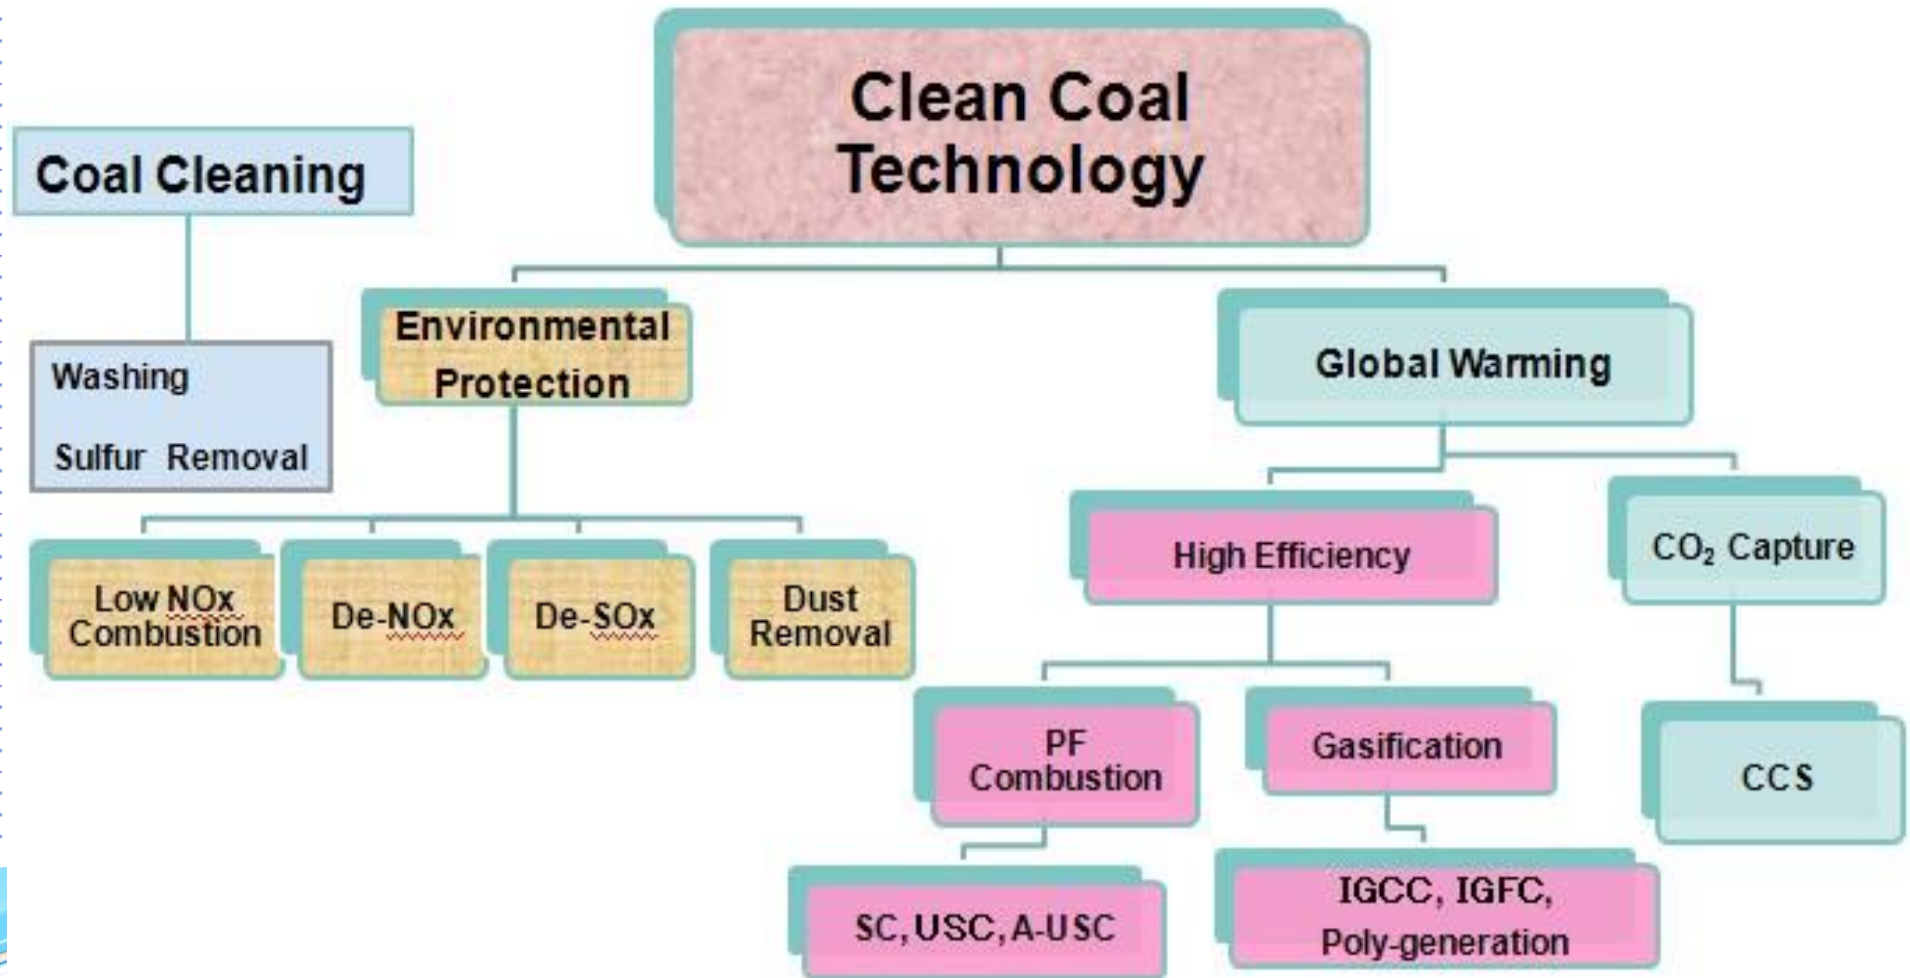 Clean Coal
Technology
Coal Cleaning
Washing
Sulfur Removal
Environmental
Protection
Global Warming
Low NOx
Combustion
De-NOx
De-SOx
Dust
Removal
High Efficiency
CO₂ Capture
PF
Combustion
Gasification
CCS
SC, USC, A-USC
IGCC, IGFC,
Poly-generation